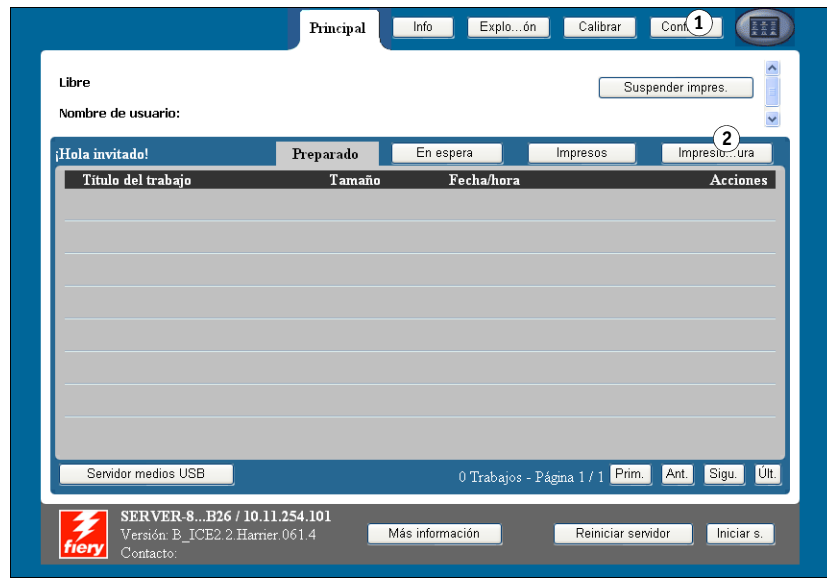 Principal Info Explo...ón Calibrar Conf 1
Libre Suspender impres.
Nombre de usuario:
2
¡Hola invitado! Preparado En espera Impresos Impresió...ura
Título del trabajo Tamaño Fecha/hora Acciones
Servidor medios USB 0 Trabajos - Página 1 / 1 Prim. Ant. Sigu. Últ.
SERVER-8...B26 / 10.11.254.101
fiery Versión: B_ICE2.2.Harrier.061.4 Más información Reiniciar servidor Iniciar s.
Contacto: